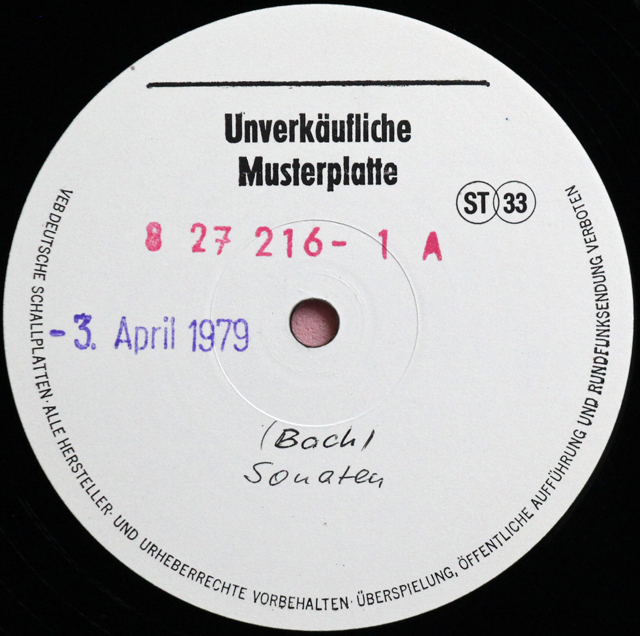 Unverkäufliche
Musterplatte
ST 33
8 27 216- 1 A
-3. April 1979
(Bach)
Sonaten
VEB DEUTSCHE SCHALLPLATTEN · ALLE HERSTELLER- UND URHEBERRECHTE VORBEHALTEN · ÜBERSPIELUNG, ÖFFENTLICHE AUFFÜHRUNG UND RUNDFUNKSENDUNG VERBOTEN